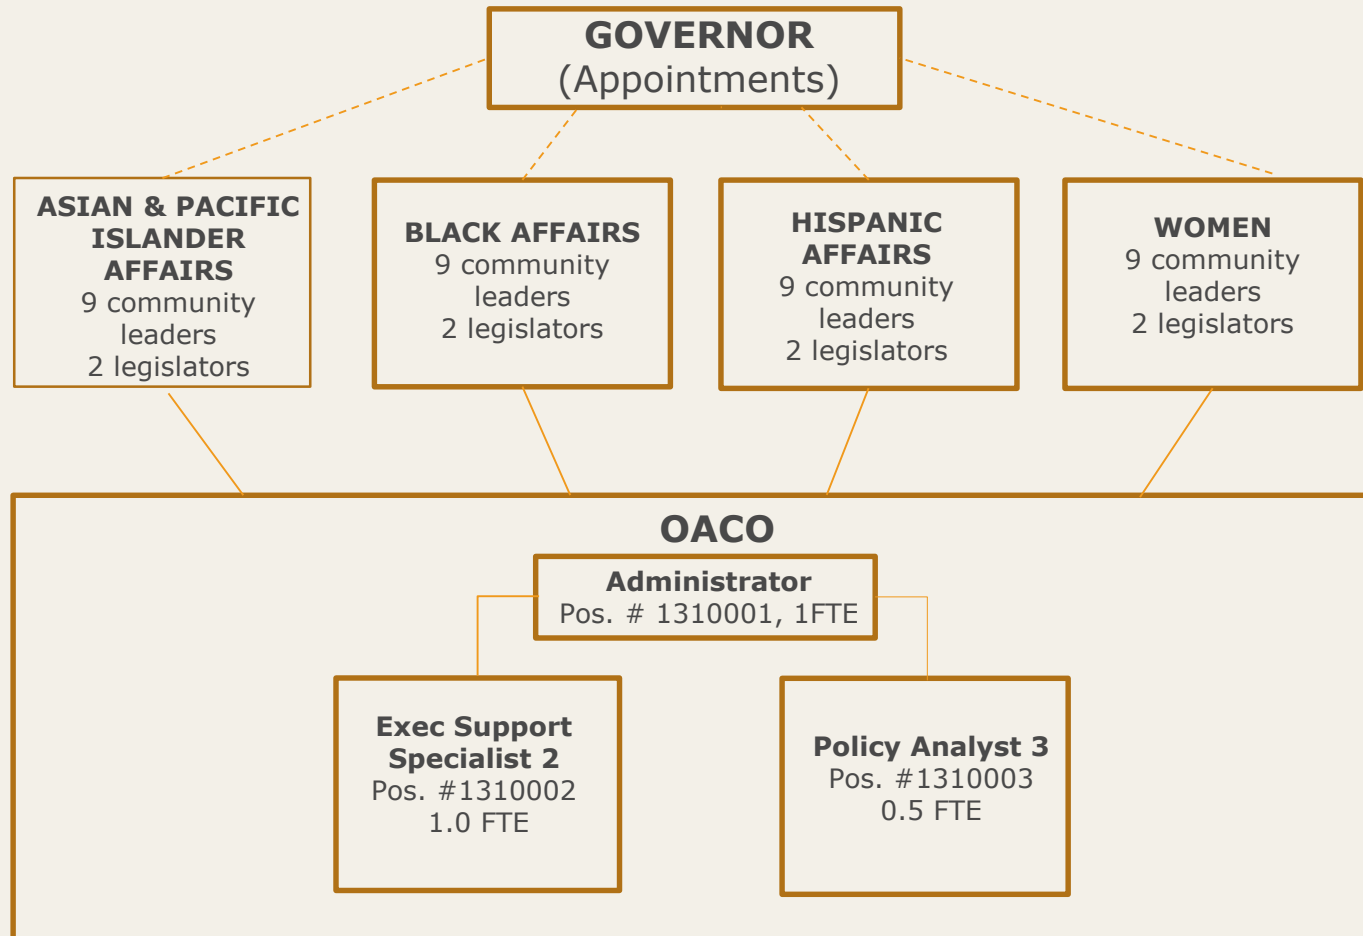 GOVERNOR
(Appointments)
ASIAN & PACIFIC
ISLANDER
AFFAIRS
9 community
leaders
2 legislators
BLACK AFFAIRS
9 community
leaders
2 legislators
HISPANIC
AFFAIRS
9 community
leaders
2 legislators
WOMEN
9 community
leaders
2 legislators
OACO
Administrator
Pos. # 1310001, 1FTE
Exec Support
Specialist 2
Pos. #1310002
1.0 FTE
Policy Analyst 3
Pos. #1310003
0.5 FTE